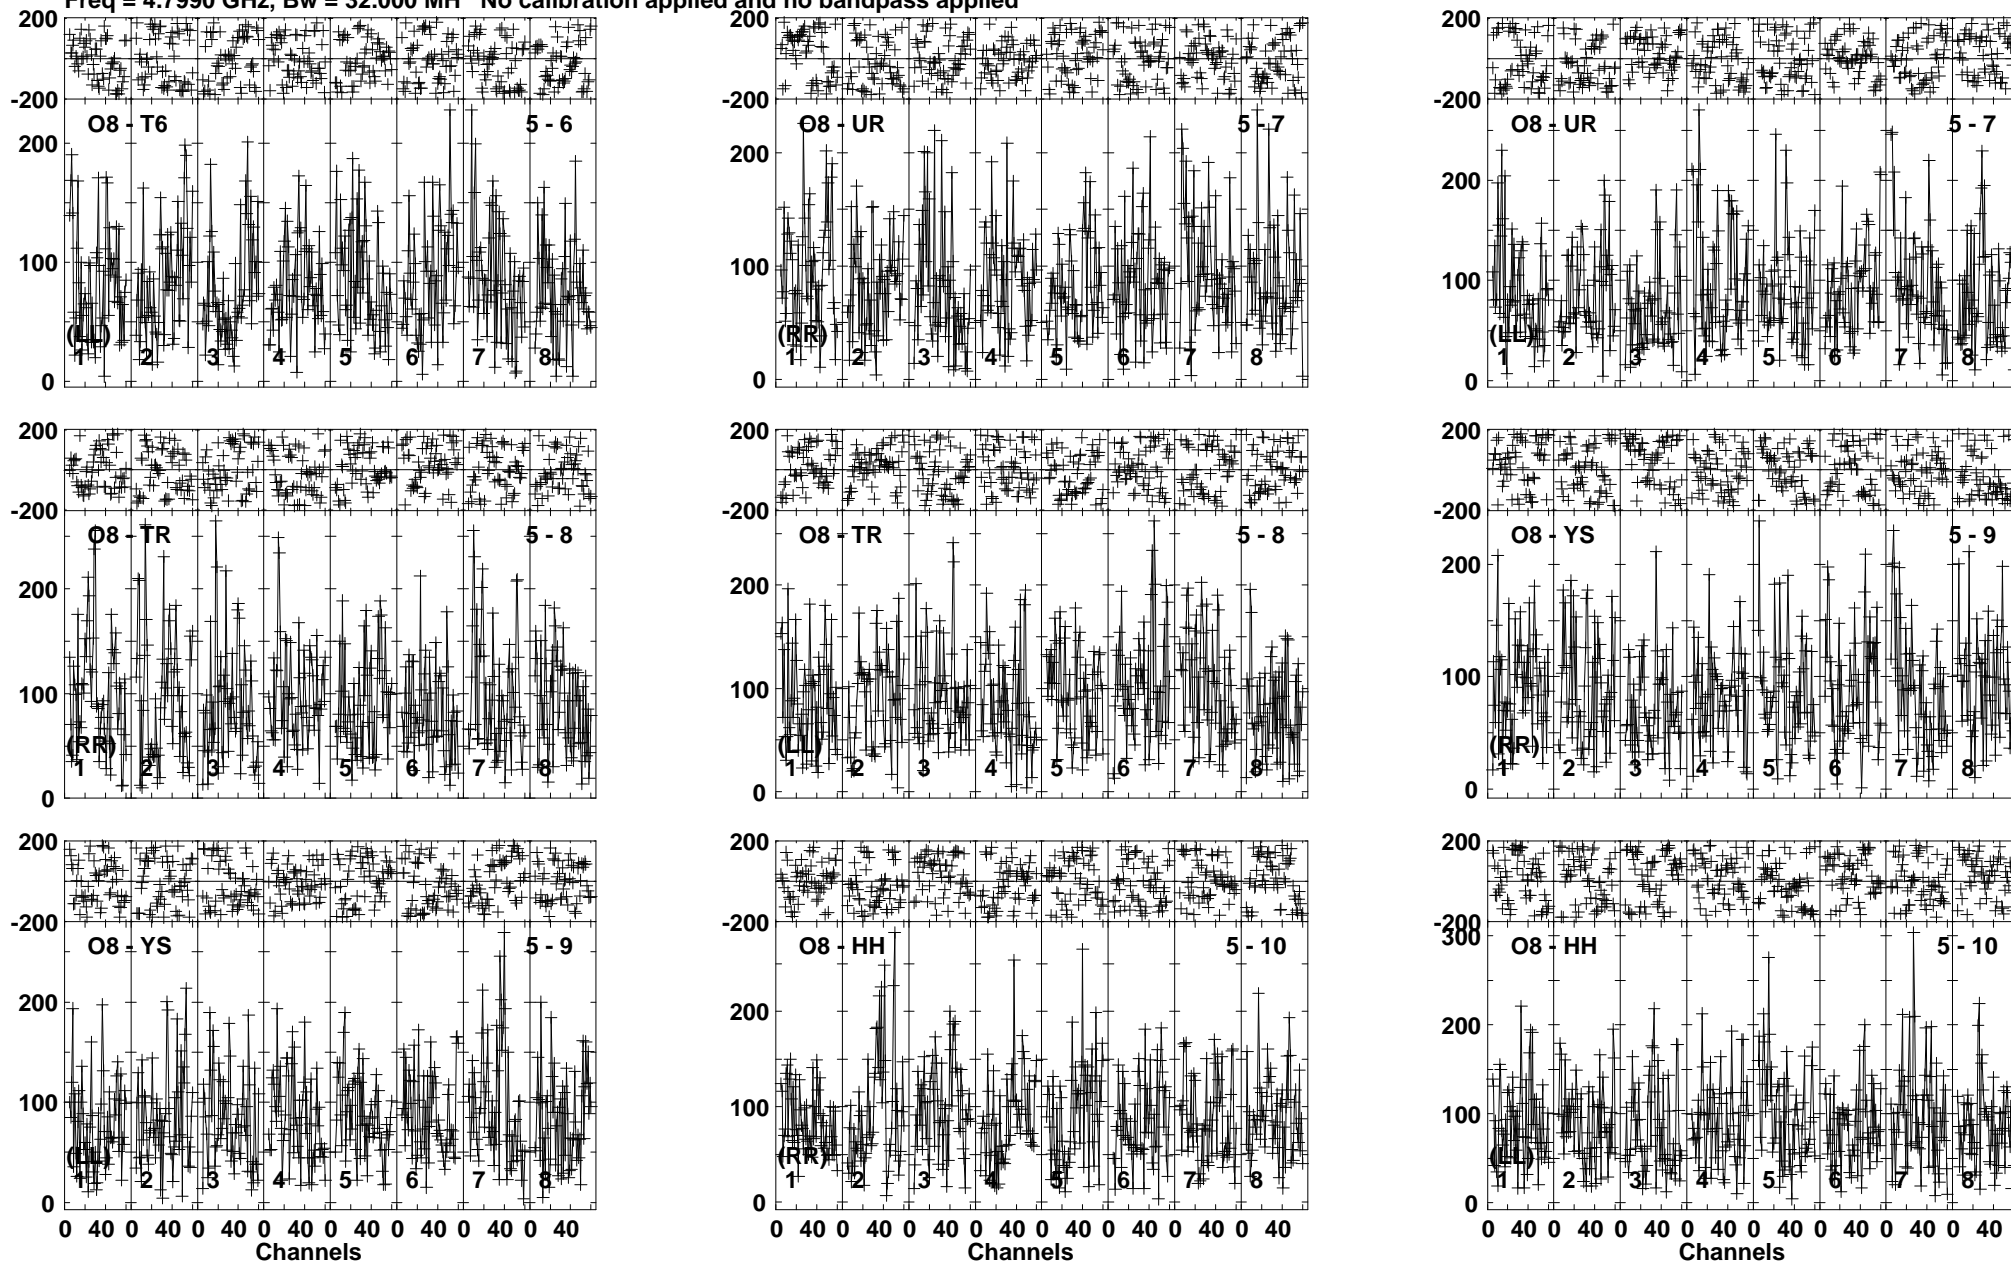 Freq = 4.7990 GHz, Bw = 32.000 MH No calibration applied and no bandpass applied
200 200 200
-200 -200 -200
O8 - T6 5 - 6 O8 - UR 5 - 7 O8 - UR 5 - 7
200 200 200
100 100 100
(LL) (RR) (LL)
1 2 3 4 5 6 7 8 1 2 3 4 5 6 7 8 1 2 3 4 5 6 7 8
0 0 0
200 200 200
-200 -200 -200
O8 - TR 5 - 8 O8 - TR 5 - 8 O8 - YS 5 - 9
200 200 200
100 100 100
(RR) (LL) (RR)
1 2 3 4 5 6 7 8 1 2 3 4 5 6 7 8 1 2 3 4 5 6 7 8
0 0 0
200 200 200
-200 -200 -200
300
O8 - YS 5 - 9 O8 - HH 5 - 10 O8 - HH 5 - 10
200 200 200
100 100 100
(LL) (RR) (LL)
1 2 3 4 5 6 7 8 1 2 3 4 5 6 7 8 1 2 3 4 5 6 7 8
0 0 0
0 40 0 40 0 40 0 40 0 40 0 40 0 40 0 40 0 40 0 40 0 40 0 40 0 40 0 40 0 40 0 40 0 40 0 40 0 40 0 40 0 40 0 40 0 40 0 40
Channels Channels Channels